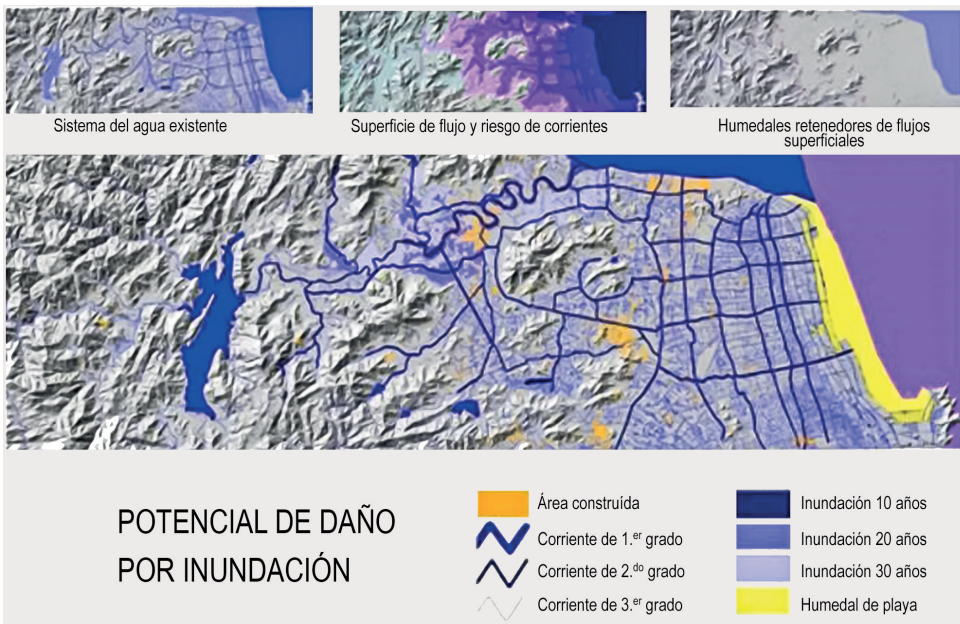 Sistema del agua existente
Superficie de flujo y riesgo de corrientes
Humedales retenedores de flujos
superficiales
POTENCIAL DE DAÑO
POR INUNDACIÓN
Área construída
Corriente de 1.er grado
Corriente de 2.do grado
Corriente de 3.er grado
Inundación 10 años
Inundación 20 años
Inundación 30 años
Humedal de playa